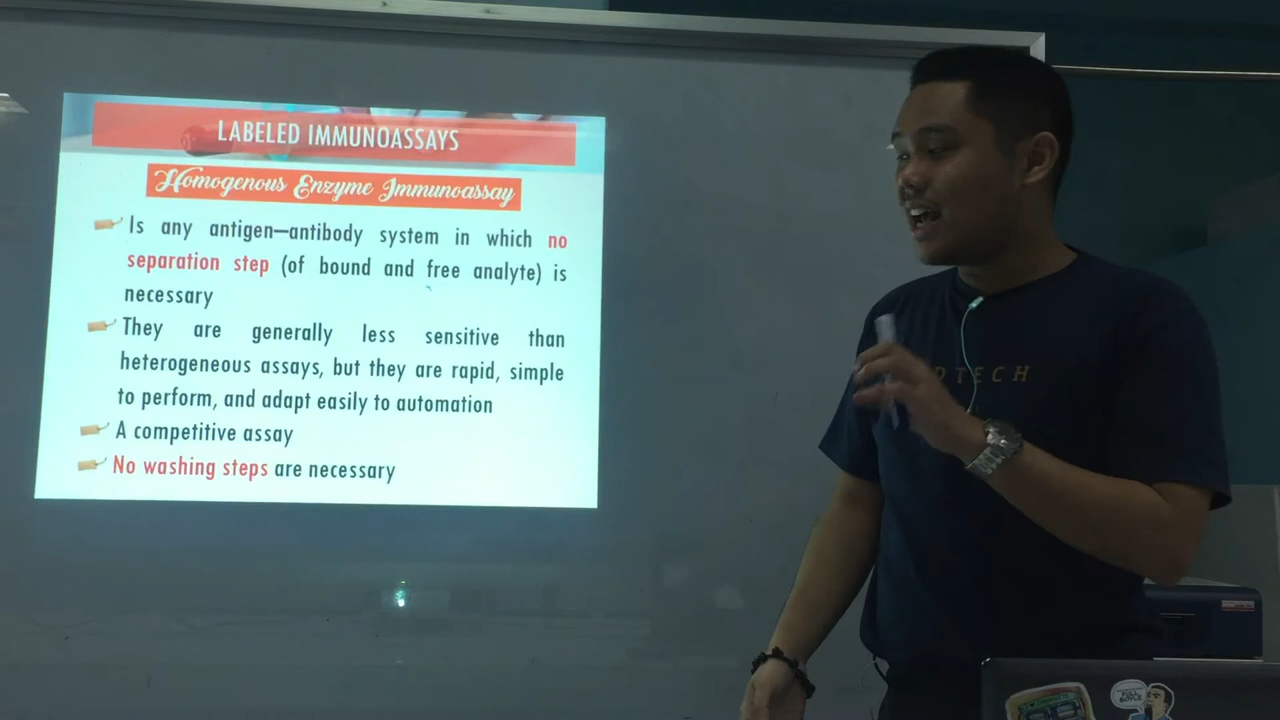 LABELED IMMUNOASSAYS
Homogenous Enzyme Immunoassay
Is any antigen–antibody system in which no
separation step (of bound and free analyte) is
necessary
They are generally less sensitive than
heterogeneous assays, but they are rapid, simple
to perform, and adapt easily to automation
A competitive assay
No washing steps are necessary